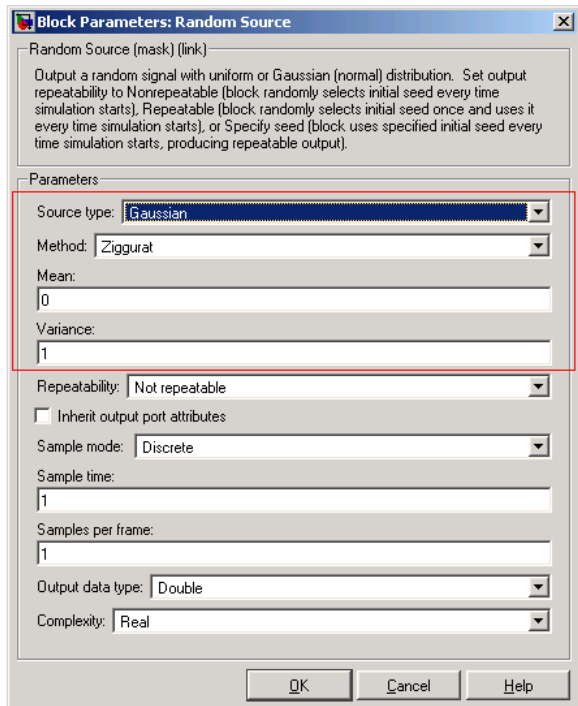 Block Parameters: Random Source
Random Source (mask) (link)
Output a random signal with uniform or Gaussian (normal) distribution.  Set output
repeatability to Nonrepeatable (block randomly selects initial seed every time
simulation starts), Repeatable (block randomly selects initial seed once and uses it
every time simulation starts), or Specify seed (block uses specified initial seed every
time simulation starts, producing repeatable output).
Parameters
Source type: Gaussian
Method: Ziggurat
Mean:
0
Variance:
1
Repeatability: Not repeatable
Inherit output port attributes
Sample mode: Discrete
Sample time:
1
Samples per frame:
1
Output data type: Double
Complexity: Real
OK Cancel Help